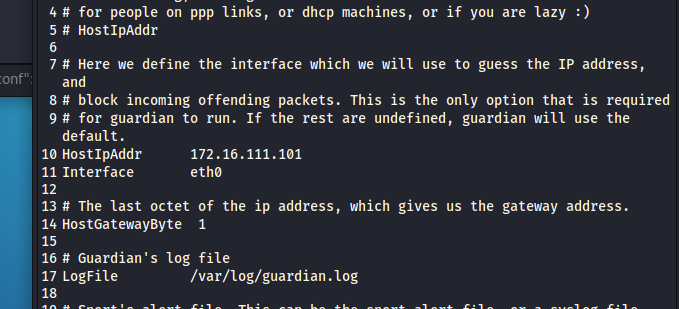 4 # for people on ppp links, or dhcp machines, or if you are lazy :)
5 # HostIpAddr
6
7 # Here we define the interface which we will use to guess the IP address,
and
8 # block incoming offending packets. This is the only option that is required
9 # for guardian to run. If the rest are undefined, guardian will use the
default.
10 HostIpAddr 172.16.111.101
11 Interface eth0
12
13 # The last octet of the ip address, which gives us the gateway address.
14 HostGatewayByte 1
15
16 # Guardian's log file
17 LogFile /var/log/guardian.log
18
conf":